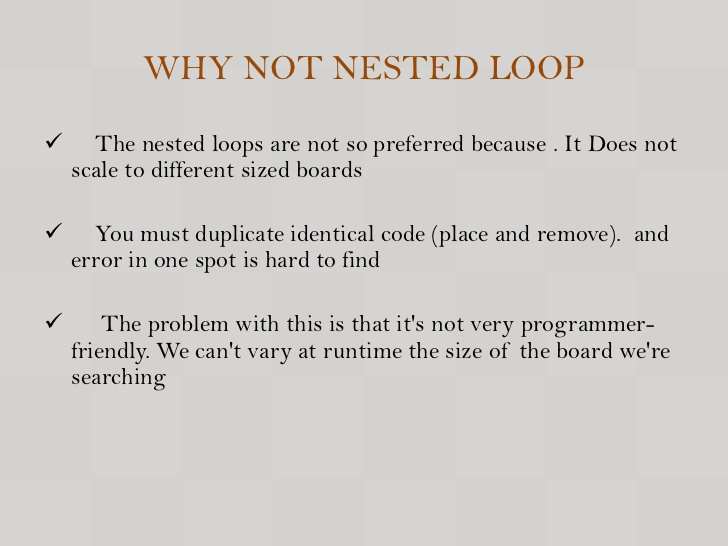 WHY NOT NESTED LOOP
✓ The nested loops are not so preferred because . It Does not
scale to different sized boards
✓ You must duplicate identical code (place and remove).  and
error in one spot is hard to find
✓ The problem with this is that it's not very programmer-
friendly. We can't vary at runtime the size of  the board we're
searching